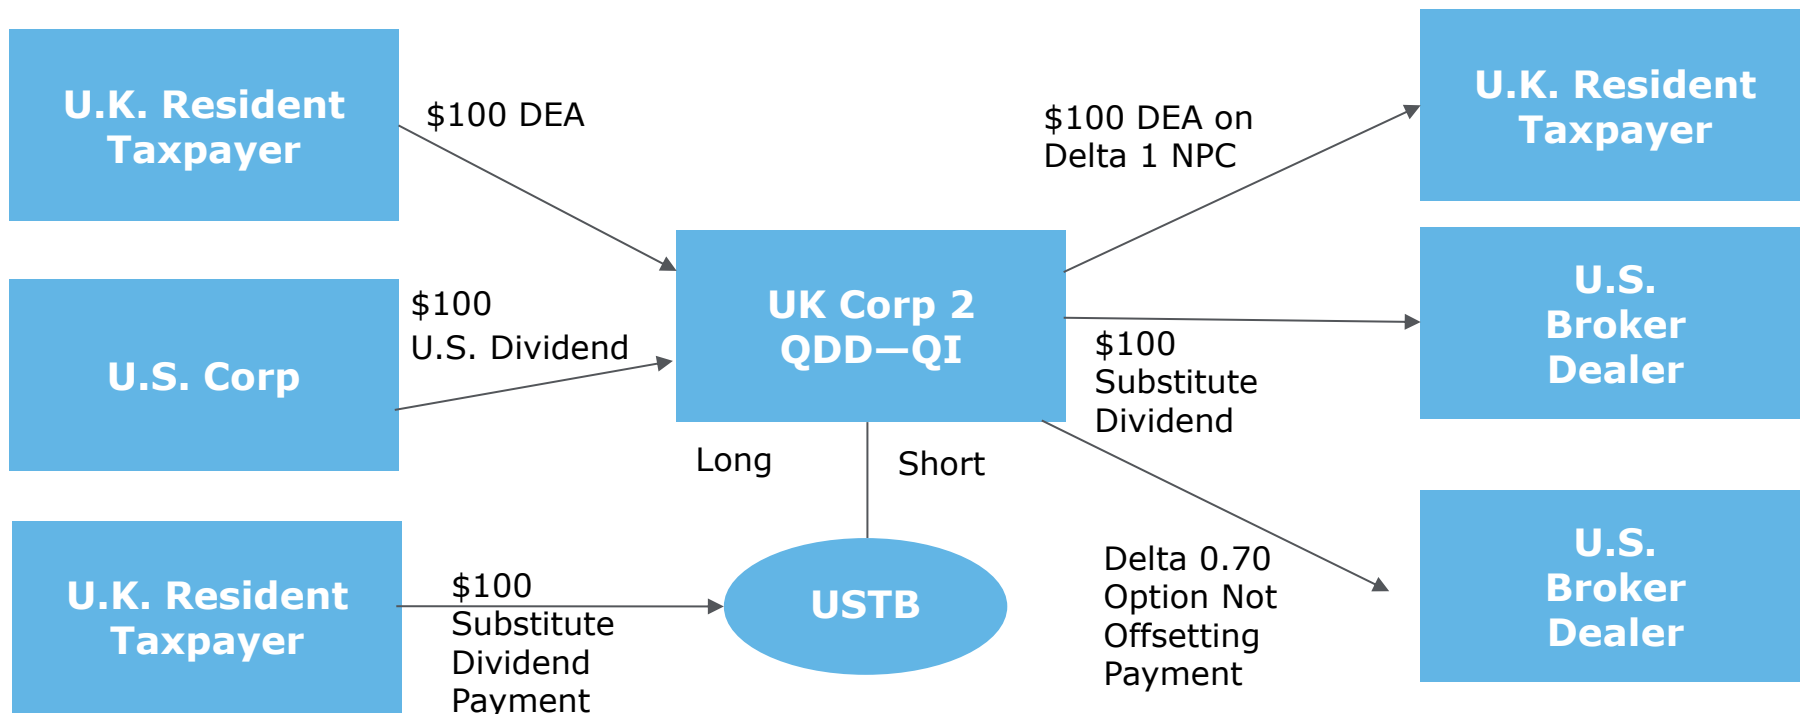 U.K. Resident
Taxpayer
$100 DEA
$100 DEA on
Delta 1 NPC
U.K. Resident
Taxpayer
U.S. Corp
$100
U.S. Dividend
UK Corp 2
QDD—QI
$100
Substitute
Dividend
U.S.
Broker
Dealer
Long
Short
U.K. Resident
Taxpayer
$100
Substitute
Dividend
Payment
USTB
Delta 0.70
Option Not
Offsetting
Payment
U.S.
Broker
Dealer